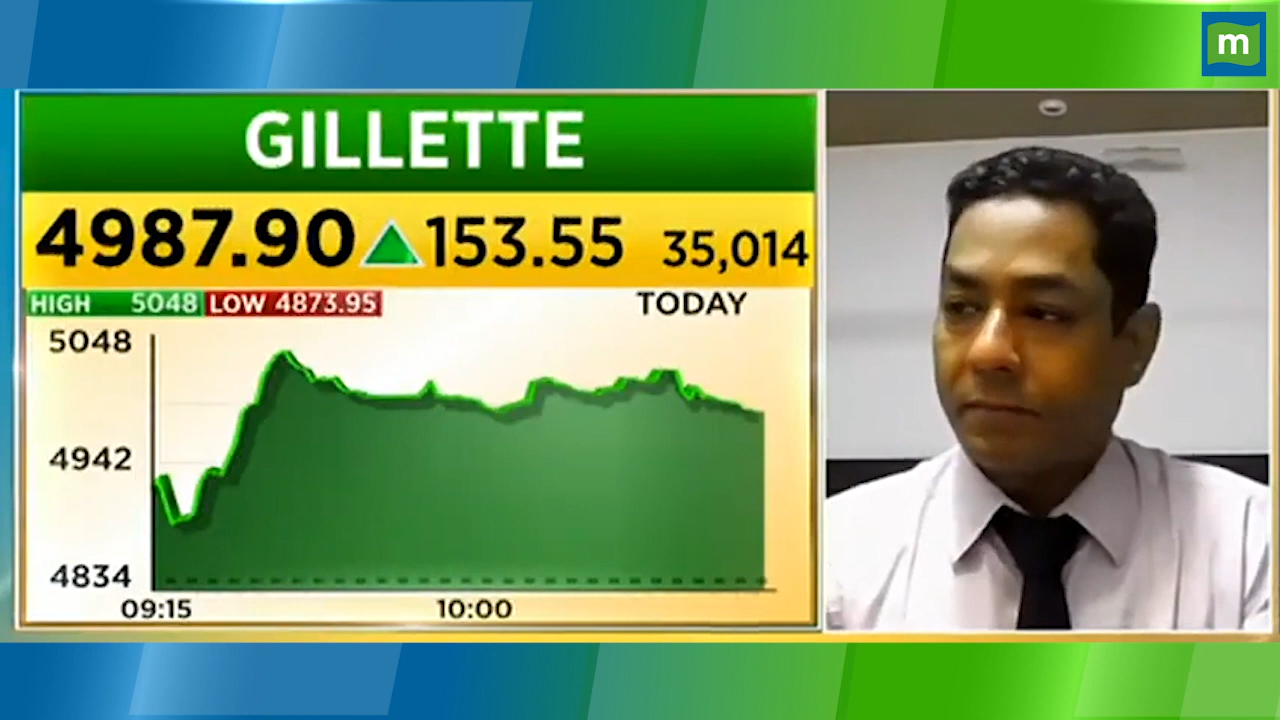 m
GILLETTE
4987.90 ▲ 153.55 35,014
HIGH 5048 LOW 4873.95 TODAY
5048
4942
4834
09:15 10:00